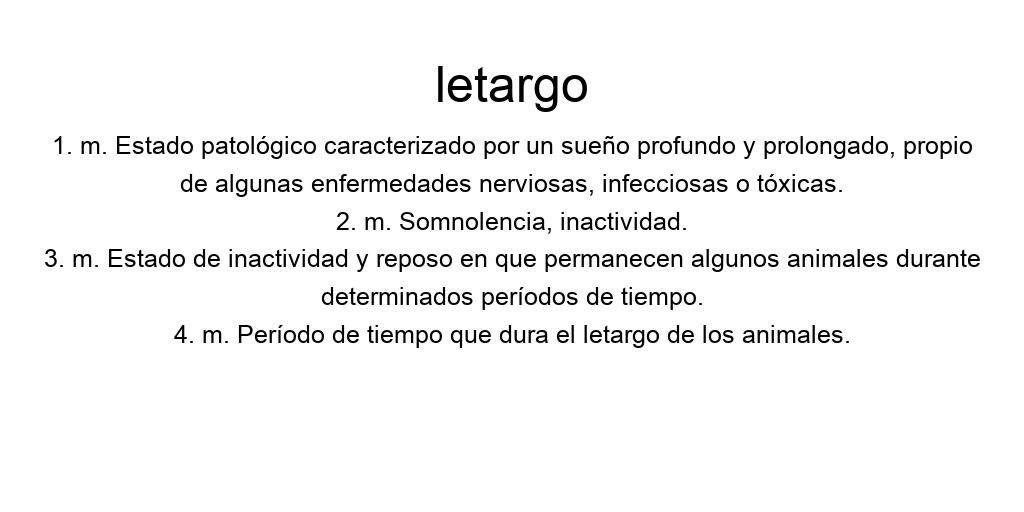 letargo
1. m. Estado patológico caracterizado por un sueño profundo y prolongado, propio
de algunas enfermedades nerviosas, infecciosas o tóxicas.
2. m. Somnolencia, inactividad.
3. m. Estado de inactividad y reposo en que permanecen algunos animales durante
determinados períodos de tiempo.
4. m. Período de tiempo que dura el letargo de los animales.